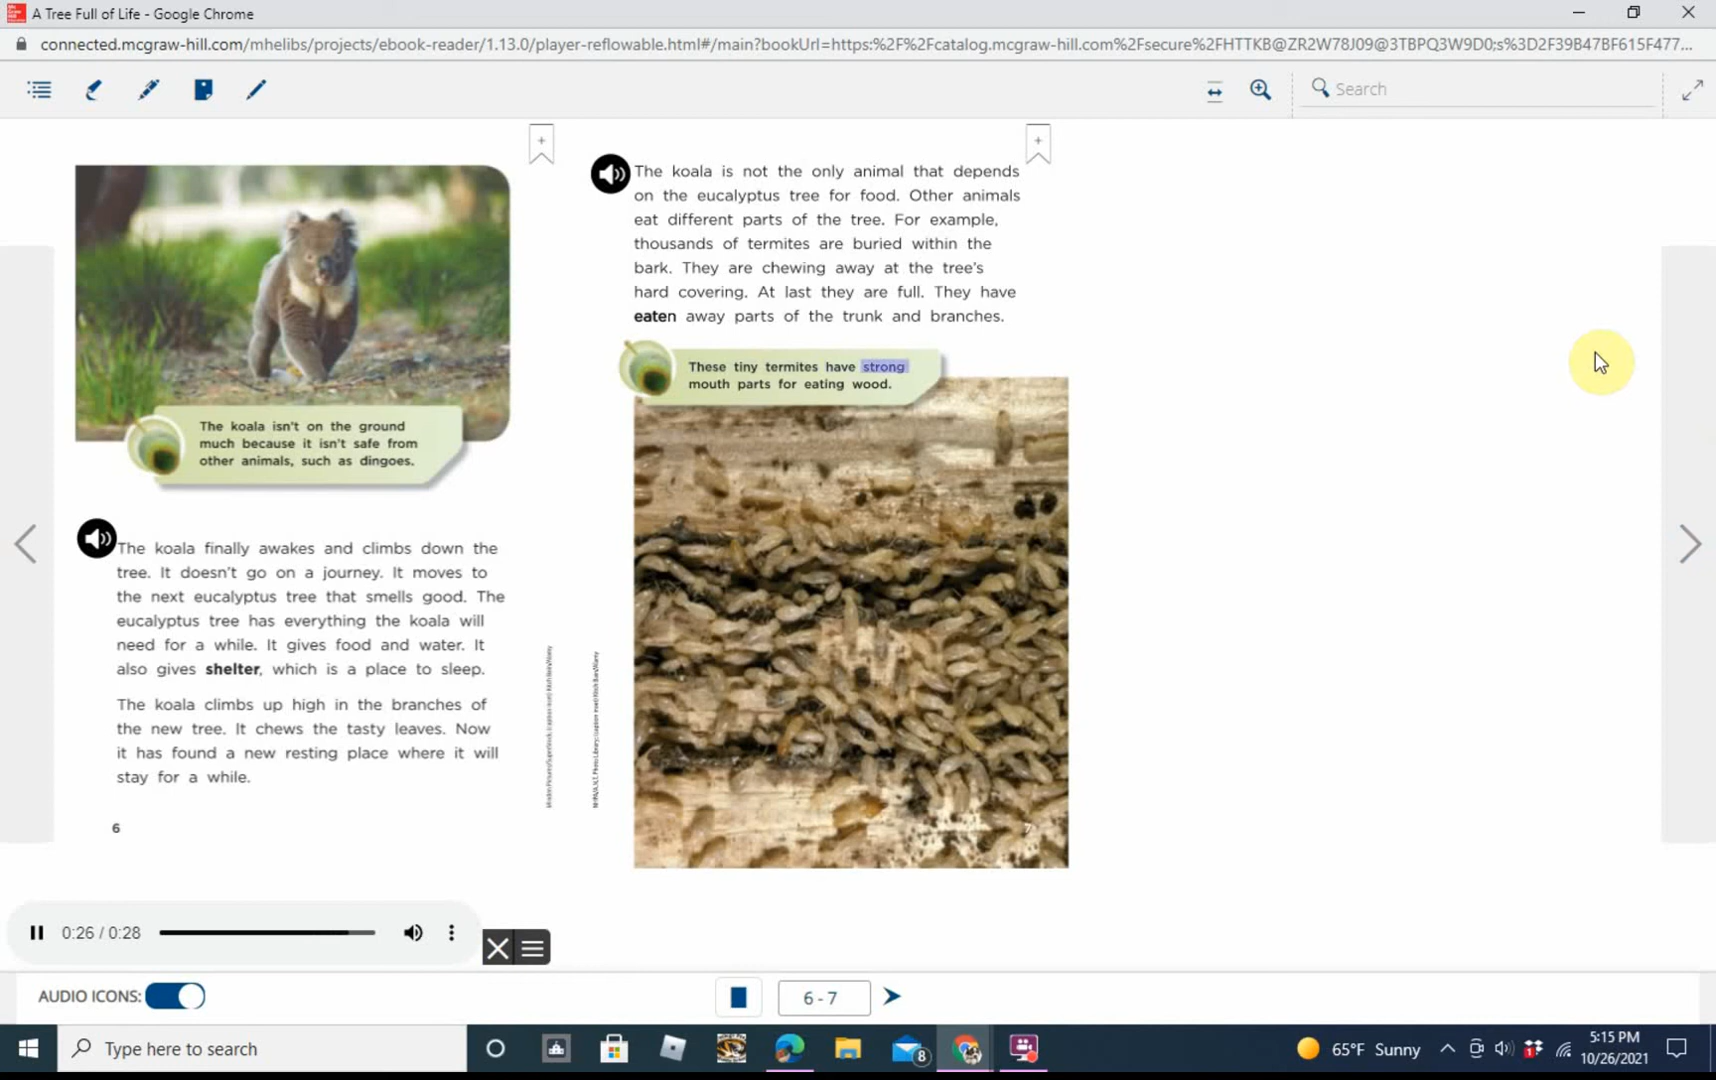 A Tree Full of Life - Google Chrome
connected.mcgraw-hill.com/mhelibs/projects/ebook-reader/1.13.0/player-reflowable.html#/main?bookUrl=https:%2F%2Fcatalog.mcgraw-hill.com%2Fsecure%2FHTTKB@ZR2W78J09@3TBPQ3W9D0;s%3D2F39B47BF615F477...
Search
The koala isn't on the ground
much because it isn't safe from
other animals, such as dingoes.
The koala finally awakes and climbs down the
tree. It doesn't go on a journey. It moves to
the next eucalyptus tree that smells good. The
eucalyptus tree has everything the koala will
need for a while. It gives food and water. It
also gives shelter, which is a place to sleep.
The koala climbs up high in the branches of
the new tree. It chews the tasty leaves. Now
it has found a new resting place where it will
stay for a while.
6
The koala is not the only animal that depends
on the eucalyptus tree for food. Other animals
eat different parts of the tree. For example,
thousands of termites are buried within the
bark. They are chewing away at the tree's
hard covering. At last they are full. They have
eaten away parts of the trunk and branches.
These tiny termites have strong
mouth parts for eating wood.
7
0:26 / 0:28
AUDIO ICONS:
6 - 7
Type here to search
8
65°F Sunny
5:15 PM
10/26/2021